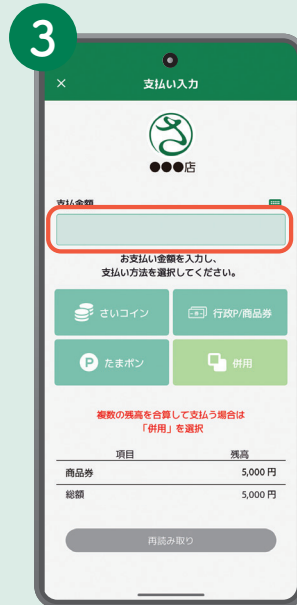 3
× 支払い入力
●●●店
支払金額
お支払い金額を入力し、
支払い方法を選択してください。
さいコイン 行政P/商品券
P たまポン 併用
複数の残高を合算して支払う場合は
「併用」を選択
項目 残高
商品券 5,000 円
総額 5,000 円
再読み取り